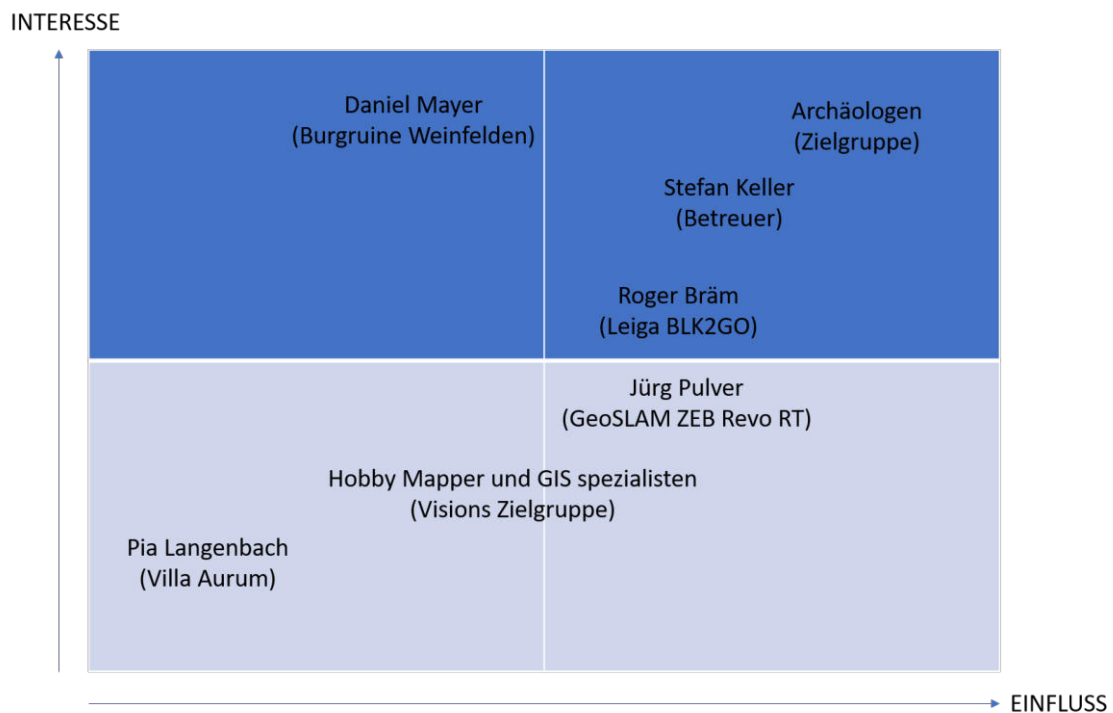 INTERESSE
Daniel Mayer
(Burgruine Weinfelden)
Archäologen
(Zielgruppe)
Stefan Keller
(Betreuer)
Roger Bräm
(Leiga BLK2GO)
Jürg Pulver
(GeoSLAM ZEB Revo RT)
Hobby Mapper und GIS spezialisten
(Visions Zielgruppe)
Pia Langenbach
(Villa Aurum)
EINFLUSS